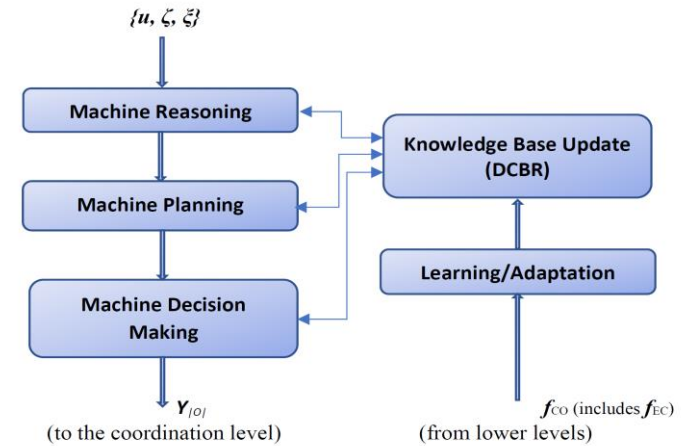 {u, ζ, ξ}
Machine Reasoning
Machine Planning
Machine Decision
Making
Y|O|
(to the coordination level)
Knowledge Base Update
(DCBR)
Learning/Adaptation
fCO (includes fEC)
(from lower levels)